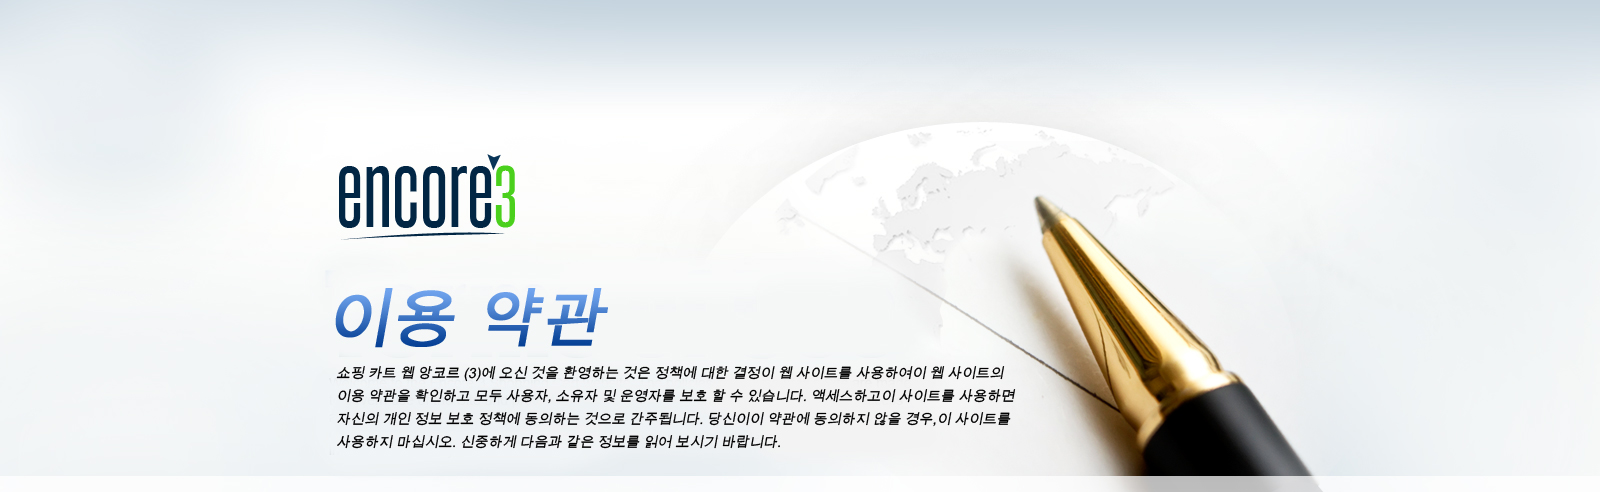 encore3
이용 약관
쇼핑 카트 웹 앙코르 (3)에 오신 것을 환영하는 것은 정책에 대한 결정이 웹 사이트를 사용하여이 웹 사이트의
이용 약관을 확인하고 모두 사용자, 소유자 및 운영자를 보호 할 수 있습니다. 액세스하고이 사이트를 사용하면
자신의 개인 정보 보호 정책에 동의하는 것으로 간주됩니다. 당신이이 약관에 동의하지 않을 경우,이 사이트를
사용하지 마십시오. 신중하게 다음과 같은 정보를 읽어 보시기 바랍니다.